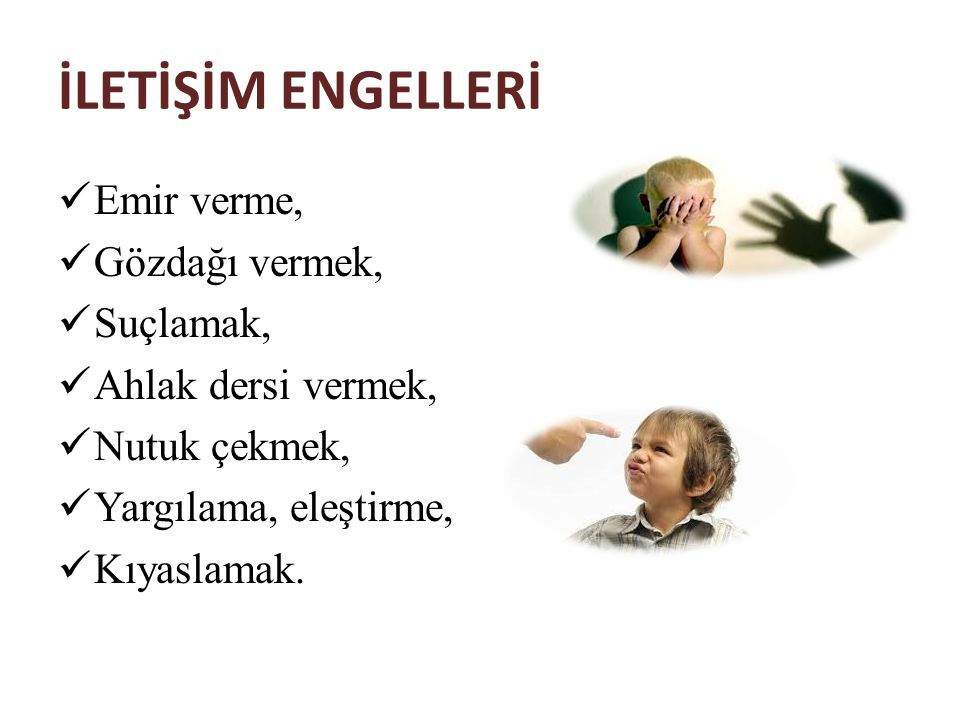 İLETİŞİM ENGELLERİ
✓ Emir verme,
✓ Gözdağı vermek,
✓ Suçlamak,
✓ Ahlak dersi vermek,
✓ Nutuk çekmek,
✓ Yargılama, eleştirme,
✓ Kıyaslamak.